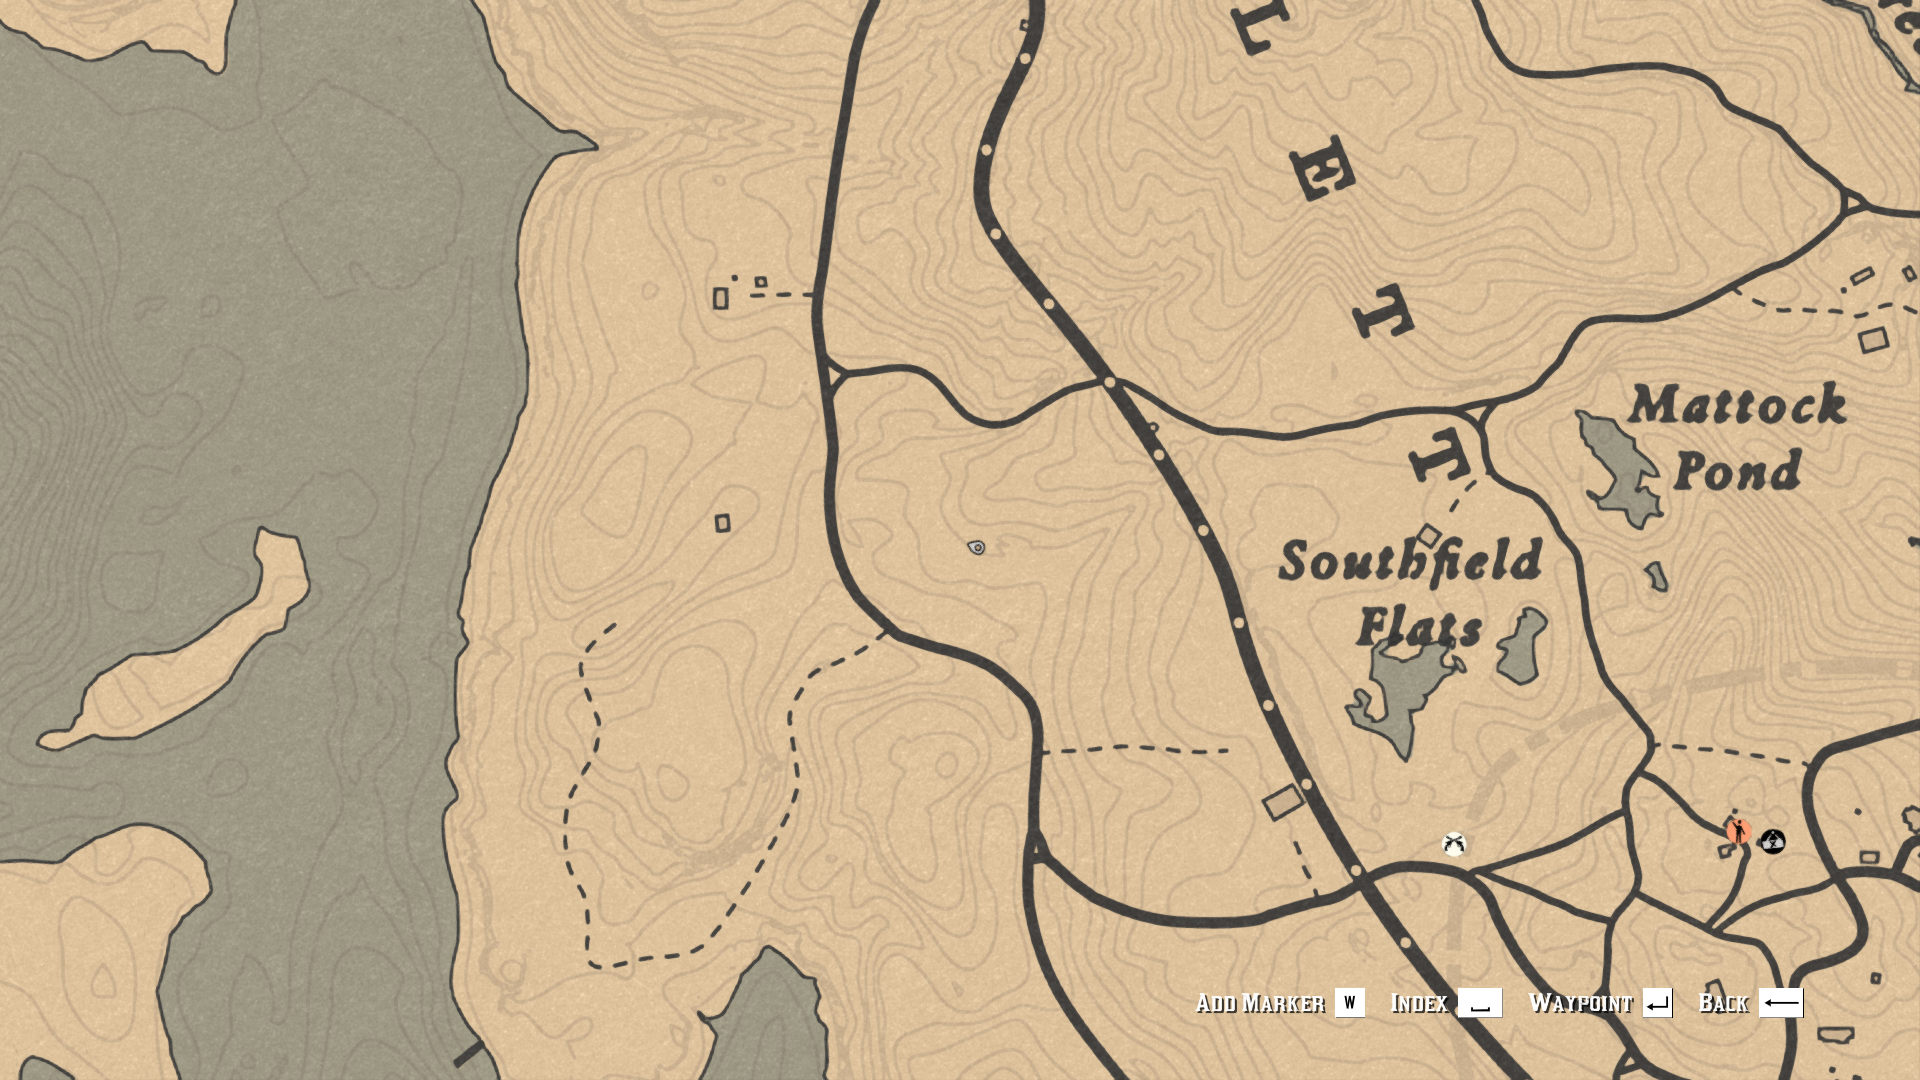 L
E
T
T
Mattock
Pond
Southfield
Flats
Add Marker W Index Waypoint Back